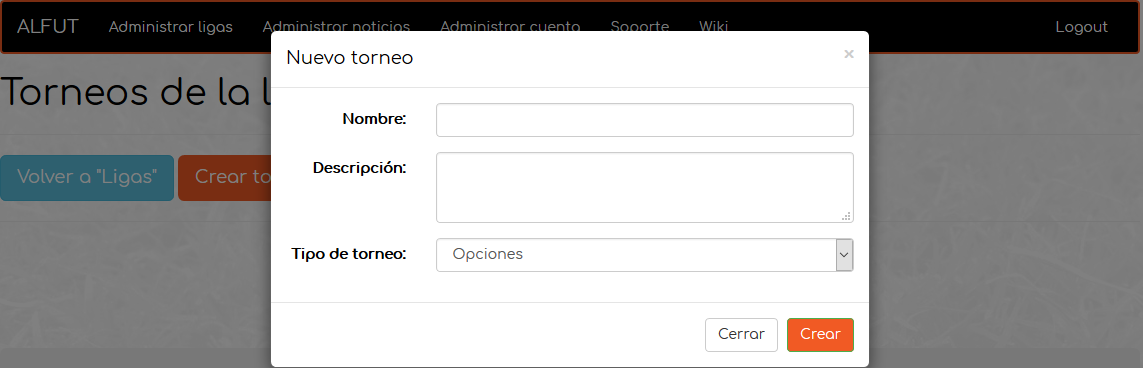 ALFUT Administrar ligas Administrar noticias Administrar cuenta Soporte Wiki Logout
Nuevo torneo ×
Torneos de la l
Nombre:
Descripción:
Volver a "Ligas" Crear to
Tipo de torneo: Opciones
Cerrar Crear